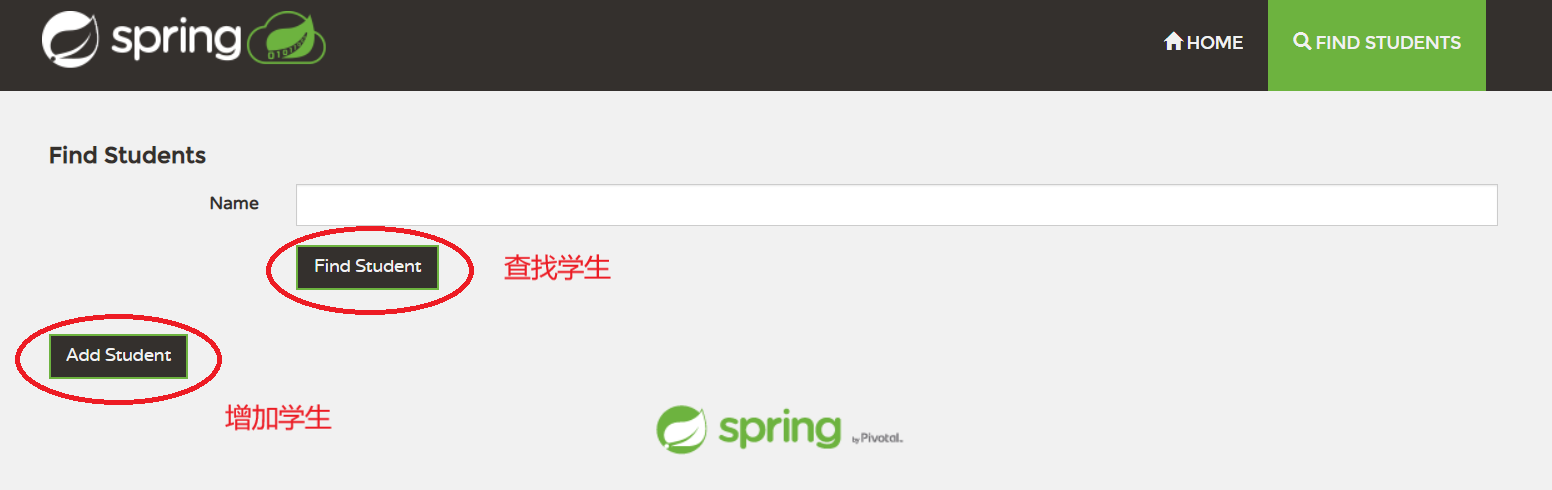 spring
HOME
FIND STUDENTS
Find Students
Name
Find Student
查找学生
Add Student
增加学生
spring by Pivotal.